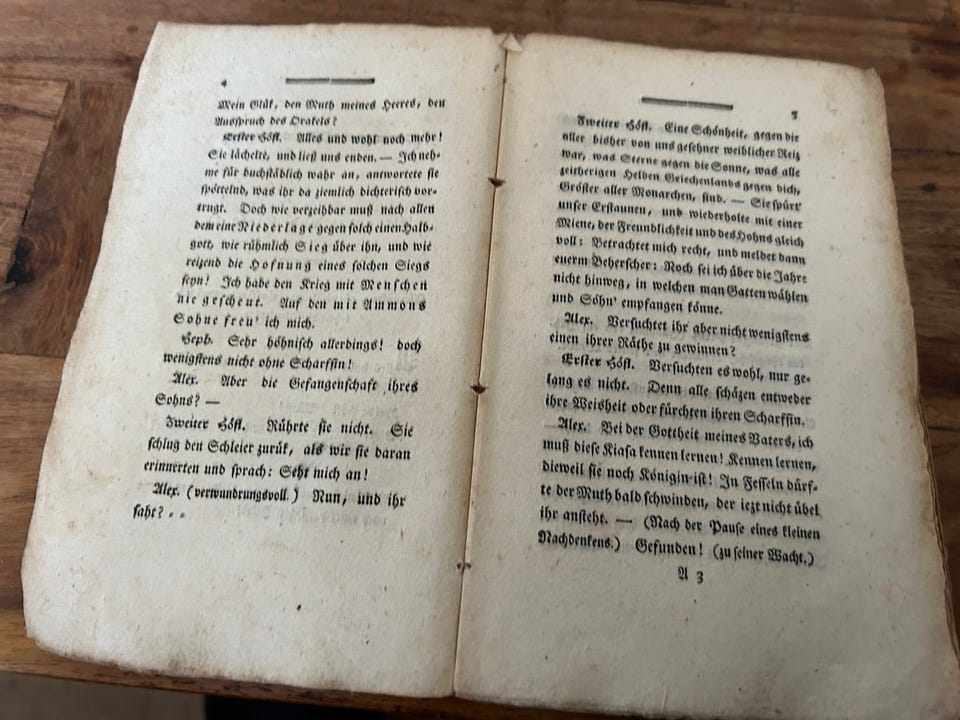 4
Mein Glük, den Muth meines Heeres, den
Ausspruch des Orakels?
Erster Höfl. Alles und wohl noch mehr!
Sie lächelte, und ließ uns enden. — Ich neh-
me für buchstäblich wahr an, antwortete sie
spöttelnd, was ihr da ziemlich dichterisch vor-
trugt. Doch wie verzeihbar muß nach allen
dem eine Niederlage gegen solch einen Halb-
gott, wie rühmlich Sieg über ihn, und wie
reizend die Hofnung eines solchen Siegs
seyn! Ich habe den Krieg mit Menschen
nie gescheut. Auf den mit Ammons
Sohne freu' ich mich.
Heph. Sehr höhnisch allerdings! doch
wenigstens nicht ohne Scharfsin!
Alex. Aber die Gefangenschaft ihres
Sohns? —
Zweiter Höfl. Rührte sie nicht. Sie
schlug den Schleier zurük, als wir sie daran
erinnerten und sprach: Seht mich an!
Alex. (verwundrungsvoll.) Nun, und ihr
saht? - -
5
Zweiter Höfl. Eine Schönheit, gegen die
aller bisher von uns gesehner weiblicher Reiz
war, was Sterne gegen die Sonne, was alle
zeitherigen Helden Griechenlands gegen dich,
Gröster aller Monarchen, sind. — Sie spürt'
unser Erstaunen, und wiederholte mit einer
Miene, der Freundlichkeit und des Hohns gleich
voll: Betrachtet mich recht, und meldet dann
euerm Beherscher: Noch sei ich über die Jahre
nicht hinweg, in welchen man Gatten wählen
und Söhn' empfangen könne.
Alex. Versuchtet ihr aber nicht wenigstens
einen ihrer Räthe zu gewinnen?
Erster Höfl. Versuchten es wohl, nur ge-
lang es nicht. Denn alle schäzen entweder
ihre Weisheit oder fürchten ihren Scharfsin.
Alex. Bei der Gottheit meines Vaters, ich
muß diese Kiasa kennen lernen! Kennen lernen,
dieweil sie noch Königin ist! In Fesseln dürf-
te der Muth bald schwinden, der iezt nicht übel
ihr ansteht. — (Nach der Pause eines kleinen
Nachdenkens.) Gefunden! (zu seiner Wacht.)
A 3